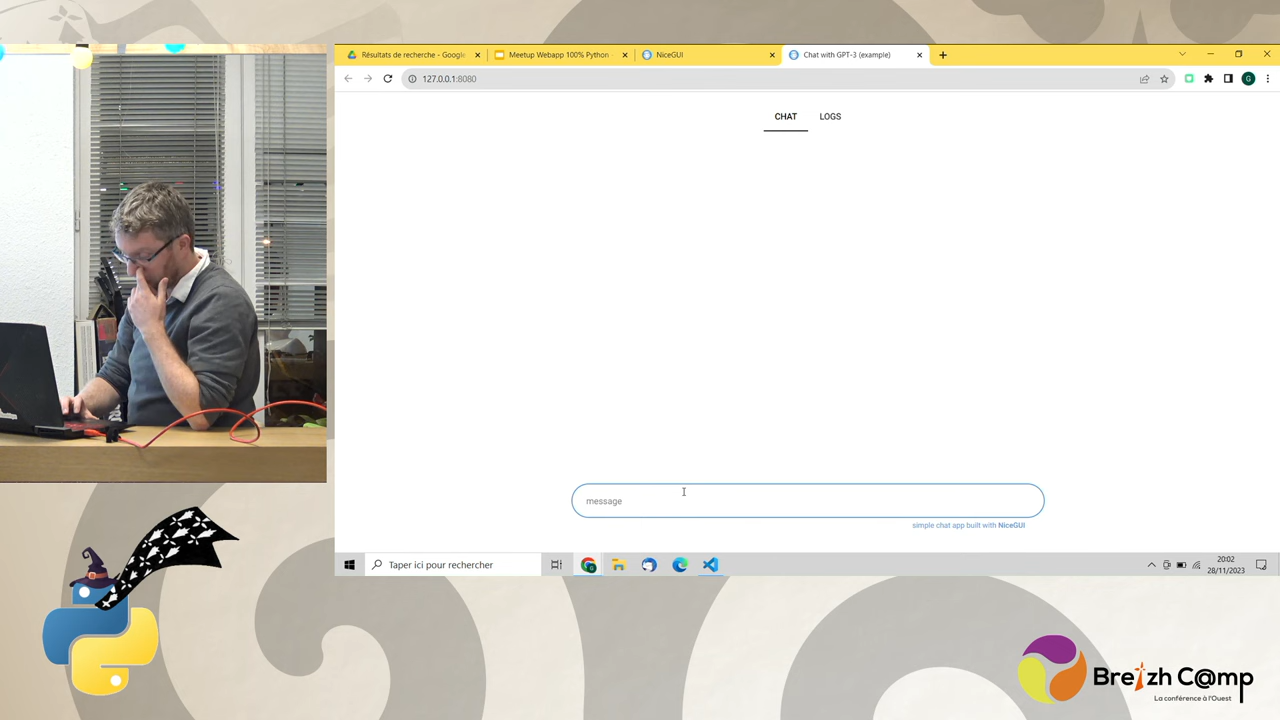 Résultats de recherche - Google
Meetup Webapp 100% Python -
NiceGUI
Chat with GPT-3 (example)
127.0.0.1:8080
G
CHAT
LOGS
message
simple chat app built with NiceGUI
Taper ici pour rechercher
20:02
28/11/2023
Breizh C@mp
La conférence à l'Ouest